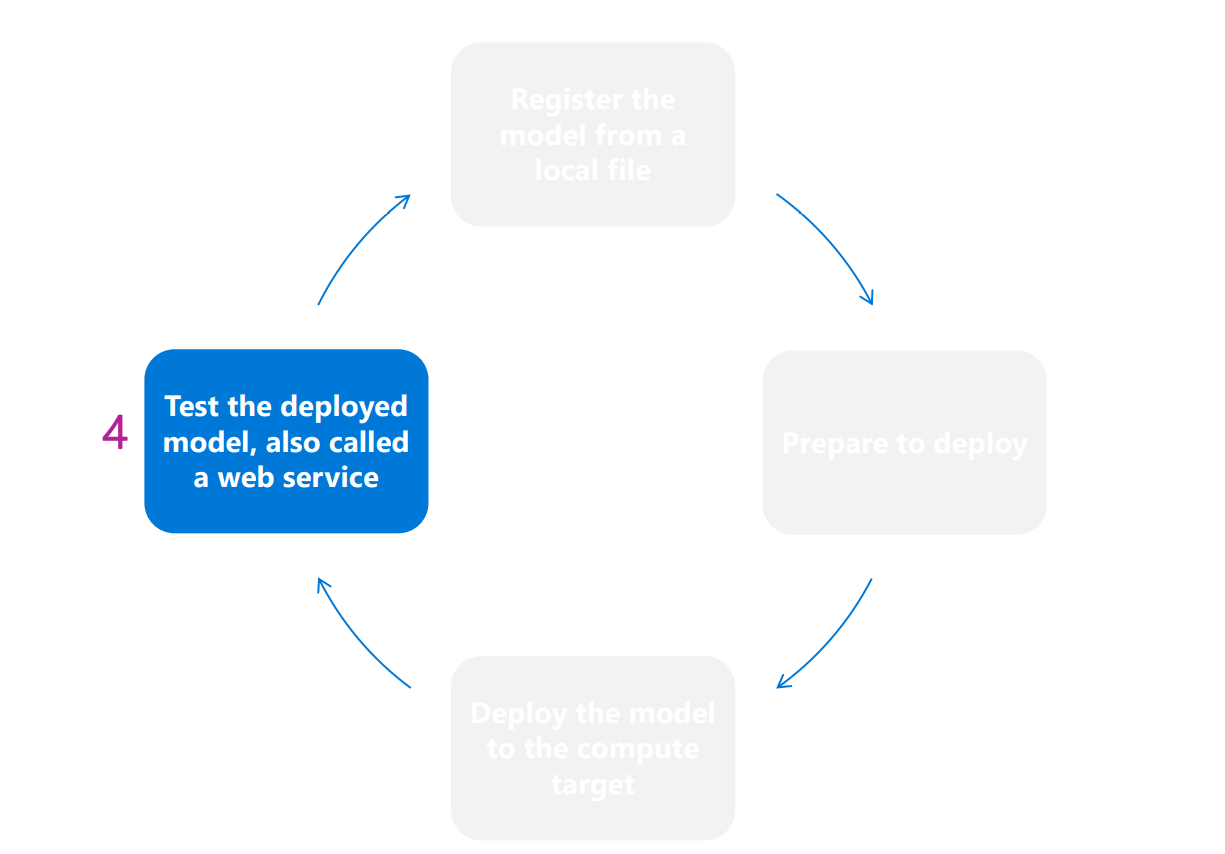 Register the
model from a
local file
4
Test the deployed
model, also called
a web service
Prepare to deploy
Deploy the model
to the compute
target